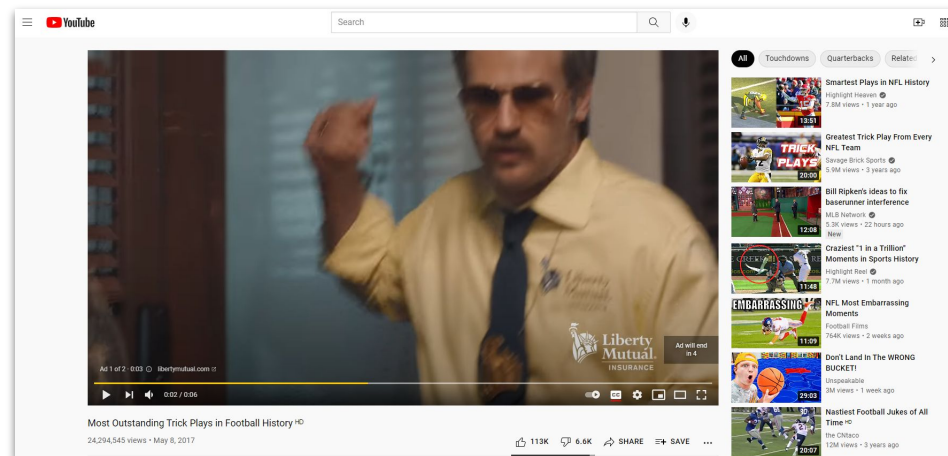 YouTube
Search
Ad 1 of 2 · 0:03 libertymutual.com
Liberty
Mutual
INSURANCE
Liberty
Mutual.
INSURANCE
Ad will end
in 4
0:02 / 0:06
CC
Most Outstanding Trick Plays in Football History HD
24,294,545 views • May 8, 2017
113K
6.6K
SHARE
SAVE
All
Touchdowns
Quarterbacks
Related
13:51
Smartest Plays in NFL History
Highlight Heaven
7.8M views • 1 year ago
TRICK
PLAYS
20:00
Greatest Trick Play From Every
NFL Team
Savage Brick Sports
5.9M views • 3 years ago
12:08
Bill Ripken's ideas to fix
baserunner interference
MLB Network
5.3K views • 22 hours ago
New
11:48
Craziest "1 in a Trillion"
Moments in Sports History
Highlight Reel
7.7M views • 1 month ago
EMBARRASSING
11:09
NFL Most Embarrassing
Moments
Football Films
764K views • 2 weeks ago
29:03
Don't Land In The WRONG
BUCKET!
Unspeakable
3M views • 1 week ago
20:07
Nastiest Football Jukes of All
Time HD
the CNtaco
12M views • 3 years ago